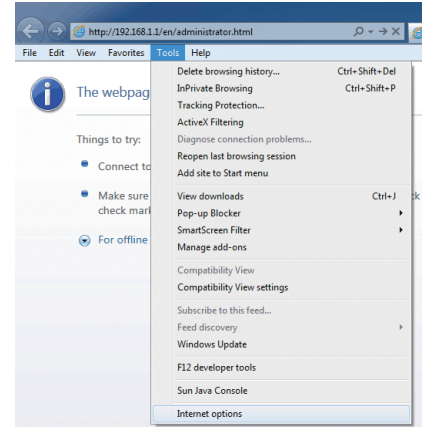 http://192.168.1.1/en/administrator.html
File Edit View Favorites Tools Help
Delete browsing history... Ctrl+Shift+Del
InPrivate Browsing Ctrl+Shift+P
Tracking Protection...
ActiveX Filtering
Diagnose connection problems...
Reopen last browsing session
Add site to Start menu
View downloads Ctrl+J
Pop-up Blocker
SmartScreen Filter
Manage add-ons
Compatibility View
Compatibility View settings
Subscribe to this feed...
Feed discovery
Windows Update
F12 developer tools
Sun Java Console
Internet options
The webpag
Things to try:
Connect to
Make sure
check mark
For offline